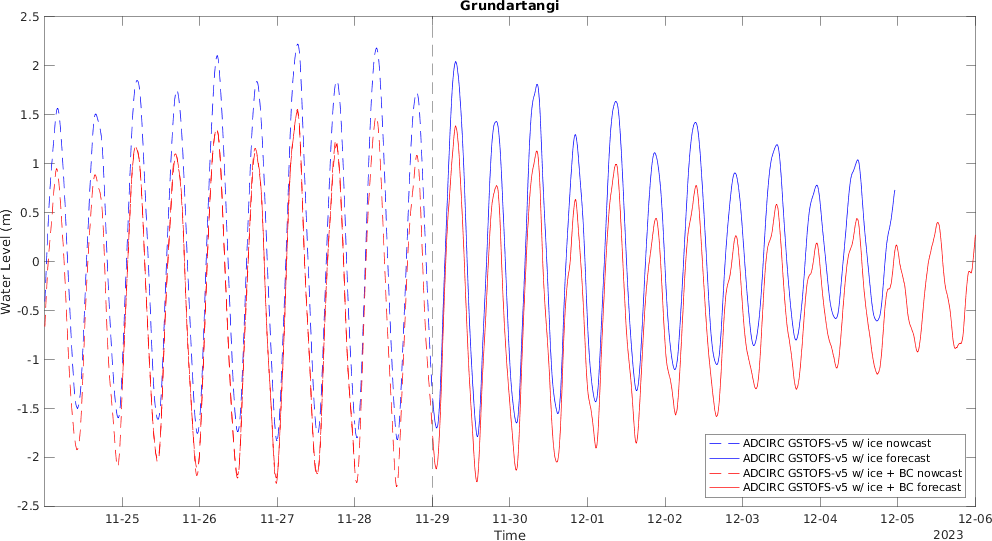 Grundartangi
2.5
2
1.5
1
0.5
0
-0.5
-1
-1.5
-2
-2.5
Water Level (m)
ADCIRC GSTOFS-v5 w/ ice nowcast
ADCIRC GSTOFS-v5 w/ ice forecast
ADCIRC GSTOFS-v5 w/ ice + BC nowcast
ADCIRC GSTOFS-v5 w/ ice + BC forecast
11-25 11-26 11-27 11-28 11-29 11-30 12-01 12-02 12-03 12-04 12-05 12-06
Time
2023